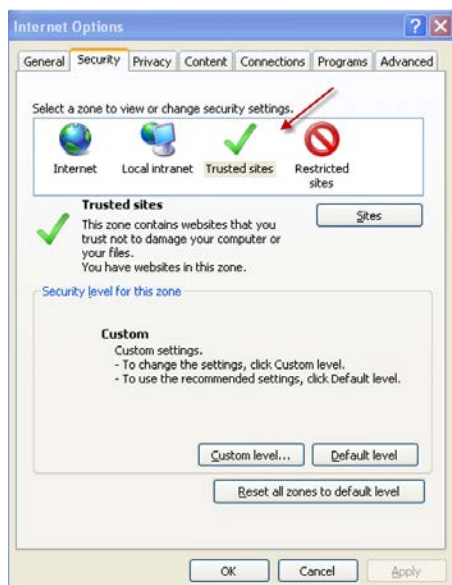 Internet Options
General Security Privacy Content Connections Programs Advanced
Select a zone to view or change security settings.
Internet Local intranet Trusted sites Restricted sites
Trusted sites
Sites
This zone contains websites that you
trust not to damage your computer or
your files.
You have websites in this zone.
Security level for this zone
Custom
Custom settings.
- To change the settings, click Custom level.
- To use the recommended settings, click Default level.
Custom level... Default level
Reset all zones to default level
OK Cancel Apply